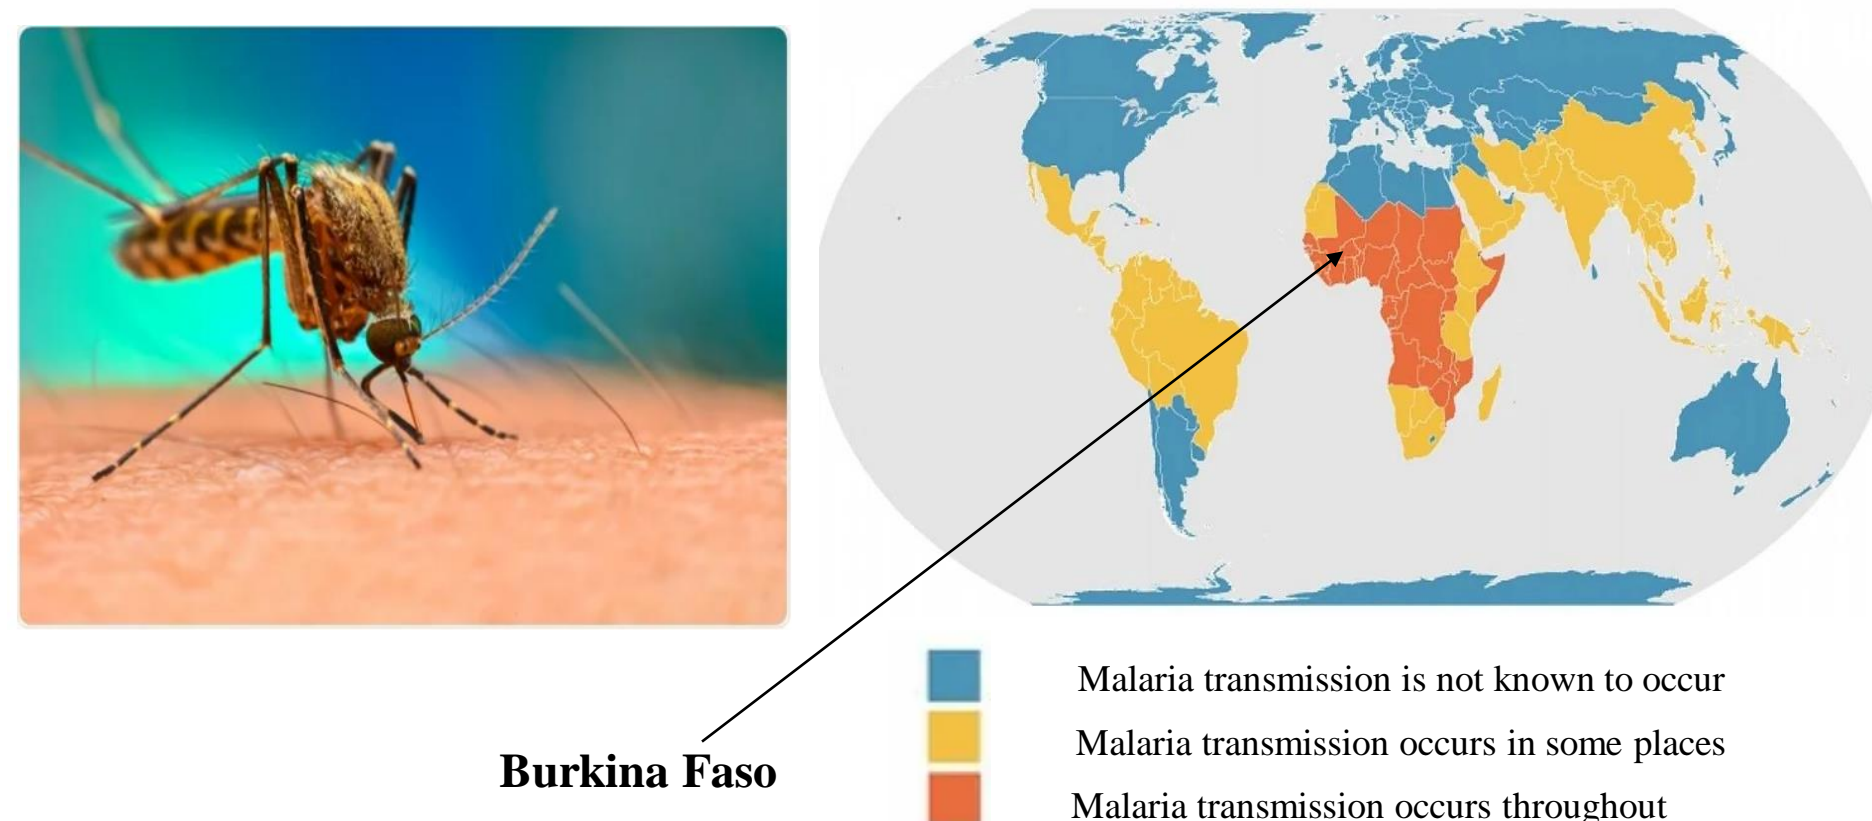 Malaria transmission is not known to occur
Malaria transmission occurs in some places
Burkina Faso
Malaria transmission occurs throughout